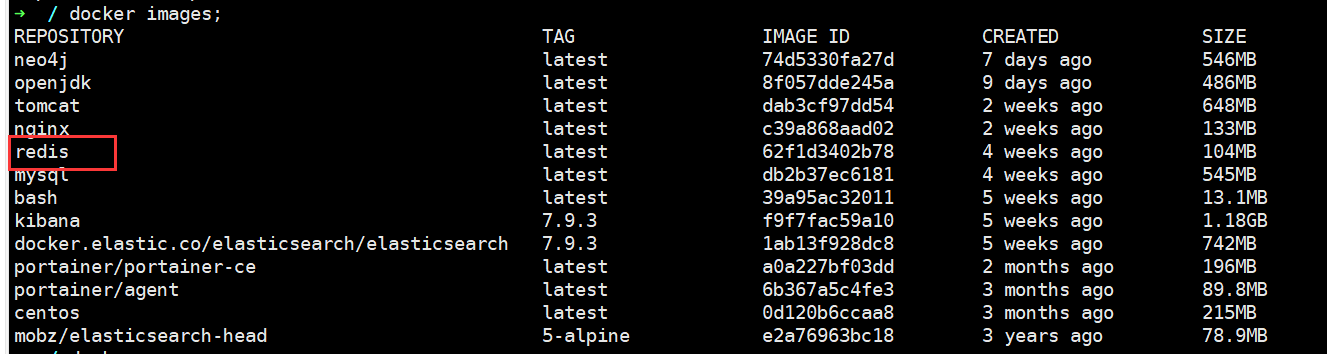 ➜  / docker images;
REPOSITORY TAG IMAGE ID CREATED SIZE
neo4j latest 74d5330fa27d 7 days ago 546MB
openjdk latest 8f057dde245a 9 days ago 486MB
tomcat latest dab3cf97dd54 2 weeks ago 648MB
nginx latest c39a868aad02 2 weeks ago 133MB
redis latest 62f1d3402b78 4 weeks ago 104MB
mysql latest db2b37ec6181 4 weeks ago 545MB
bash latest 39a95ac32011 5 weeks ago 13.1MB
kibana 7.9.3 f9f7fac59a10 5 weeks ago 1.18GB
docker.elastic.co/elasticsearch/elasticsearch 7.9.3 1ab13f928dc8 5 weeks ago 742MB
portainer/portainer-ce latest a0a227bf03dd 2 months ago 196MB
portainer/agent latest 6b367a5c4fe3 3 months ago 89.8MB
centos latest 0d120b6ccaa8 3 months ago 215MB
mobz/elasticsearch-head 5-alpine e2a76963bc18 3 years ago 78.9MB